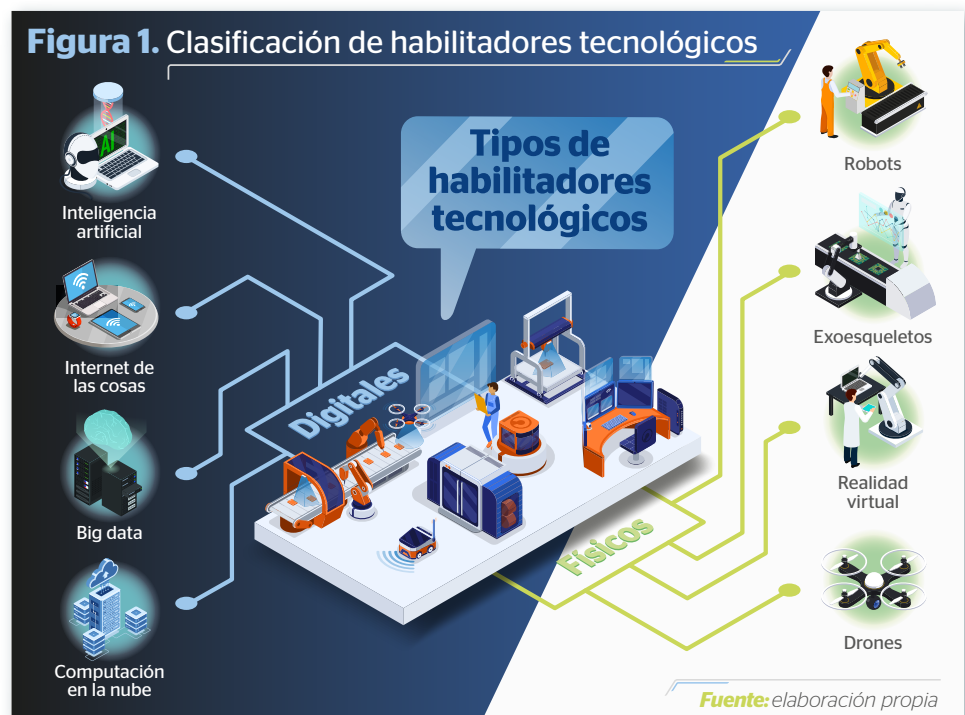 Figura 1. Clasificación de habilitadores tecnológicos
Tipos de
habilitadores
tecnológicos
AI
Inteligencia
artificial
Internet de
las cosas
Big data
Computación
en la nube
Digitales
Físicos
Robots
Exoesqueletos
Realidad
virtual
Drones
Fuente: elaboración propia